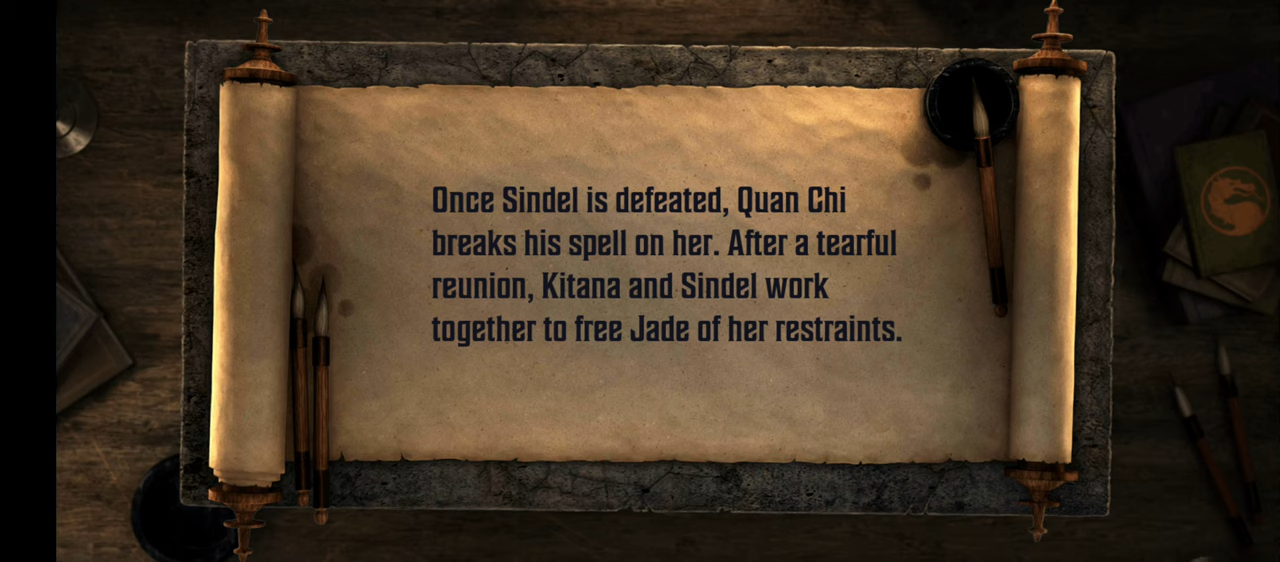 Once Sindel is defeated, Quan Chi
breaks his spell on her. After a tearful
reunion, Kitana and Sindel work
together to free Jade of her restraints.